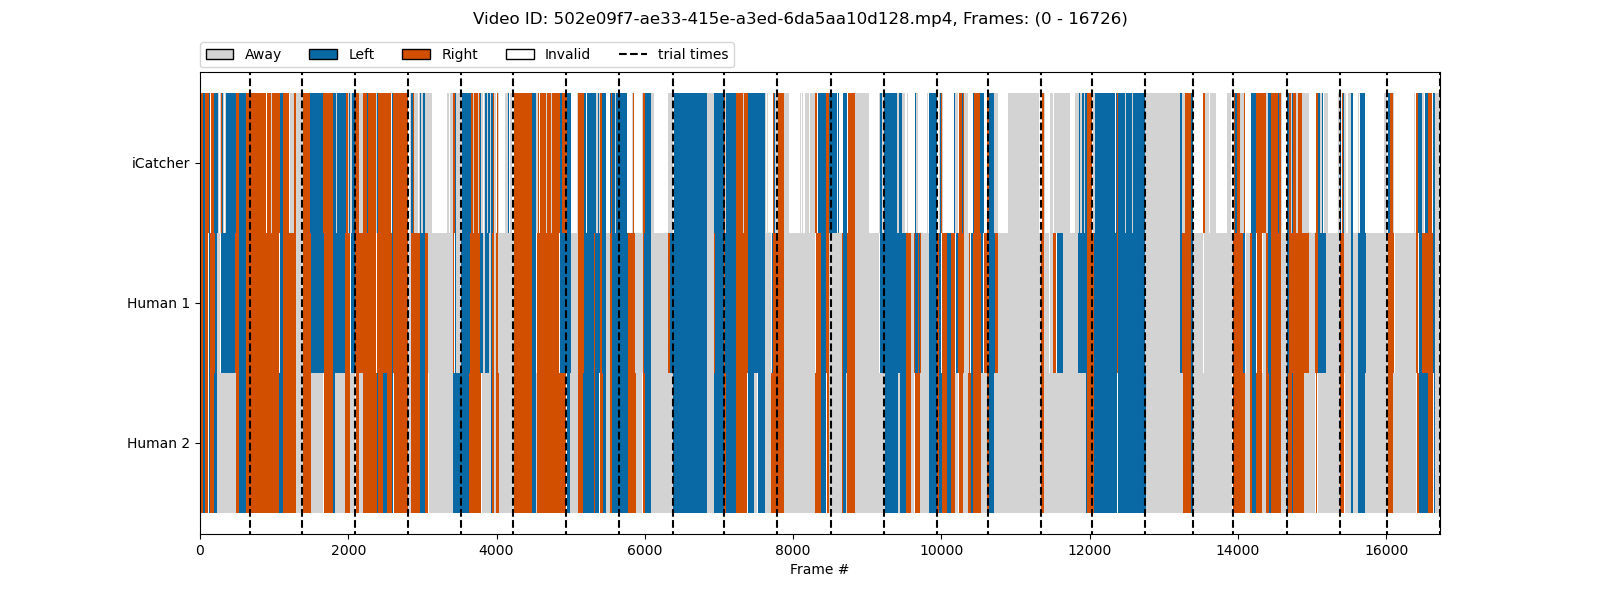 Video ID: 502e09f7-ae33-415e-a3ed-6da5aa10d128.mp4, Frames: (0 - 16726)
Away Left Right Invalid trial times
iCatcher
Human 1
Human 2
0 2000 4000 6000 8000 10000 12000 14000 16000
Frame #